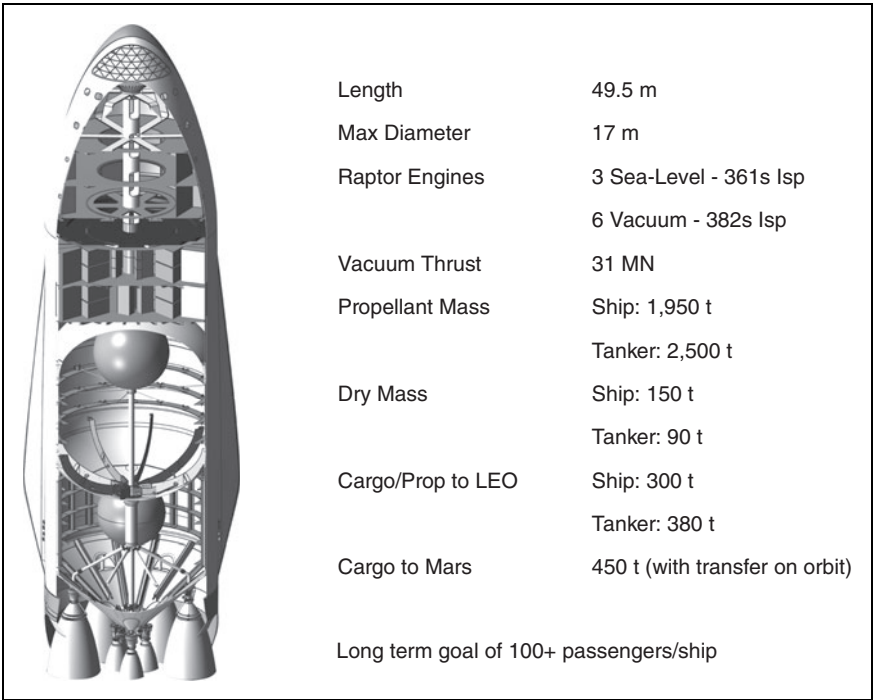 Length 49.5 m
Max Diameter 17 m
Raptor Engines 3 Sea-Level - 361s Isp
6 Vacuum - 382s Isp
Vacuum Thrust 31 MN
Propellant Mass Ship: 1,950 t
Tanker: 2,500 t
Dry Mass Ship: 150 t
Tanker: 90 t
Cargo/Prop to LEO Ship: 300 t
Tanker: 380 t
Cargo to Mars 450 t (with transfer on orbit)
Long term goal of 100+ passengers/ship